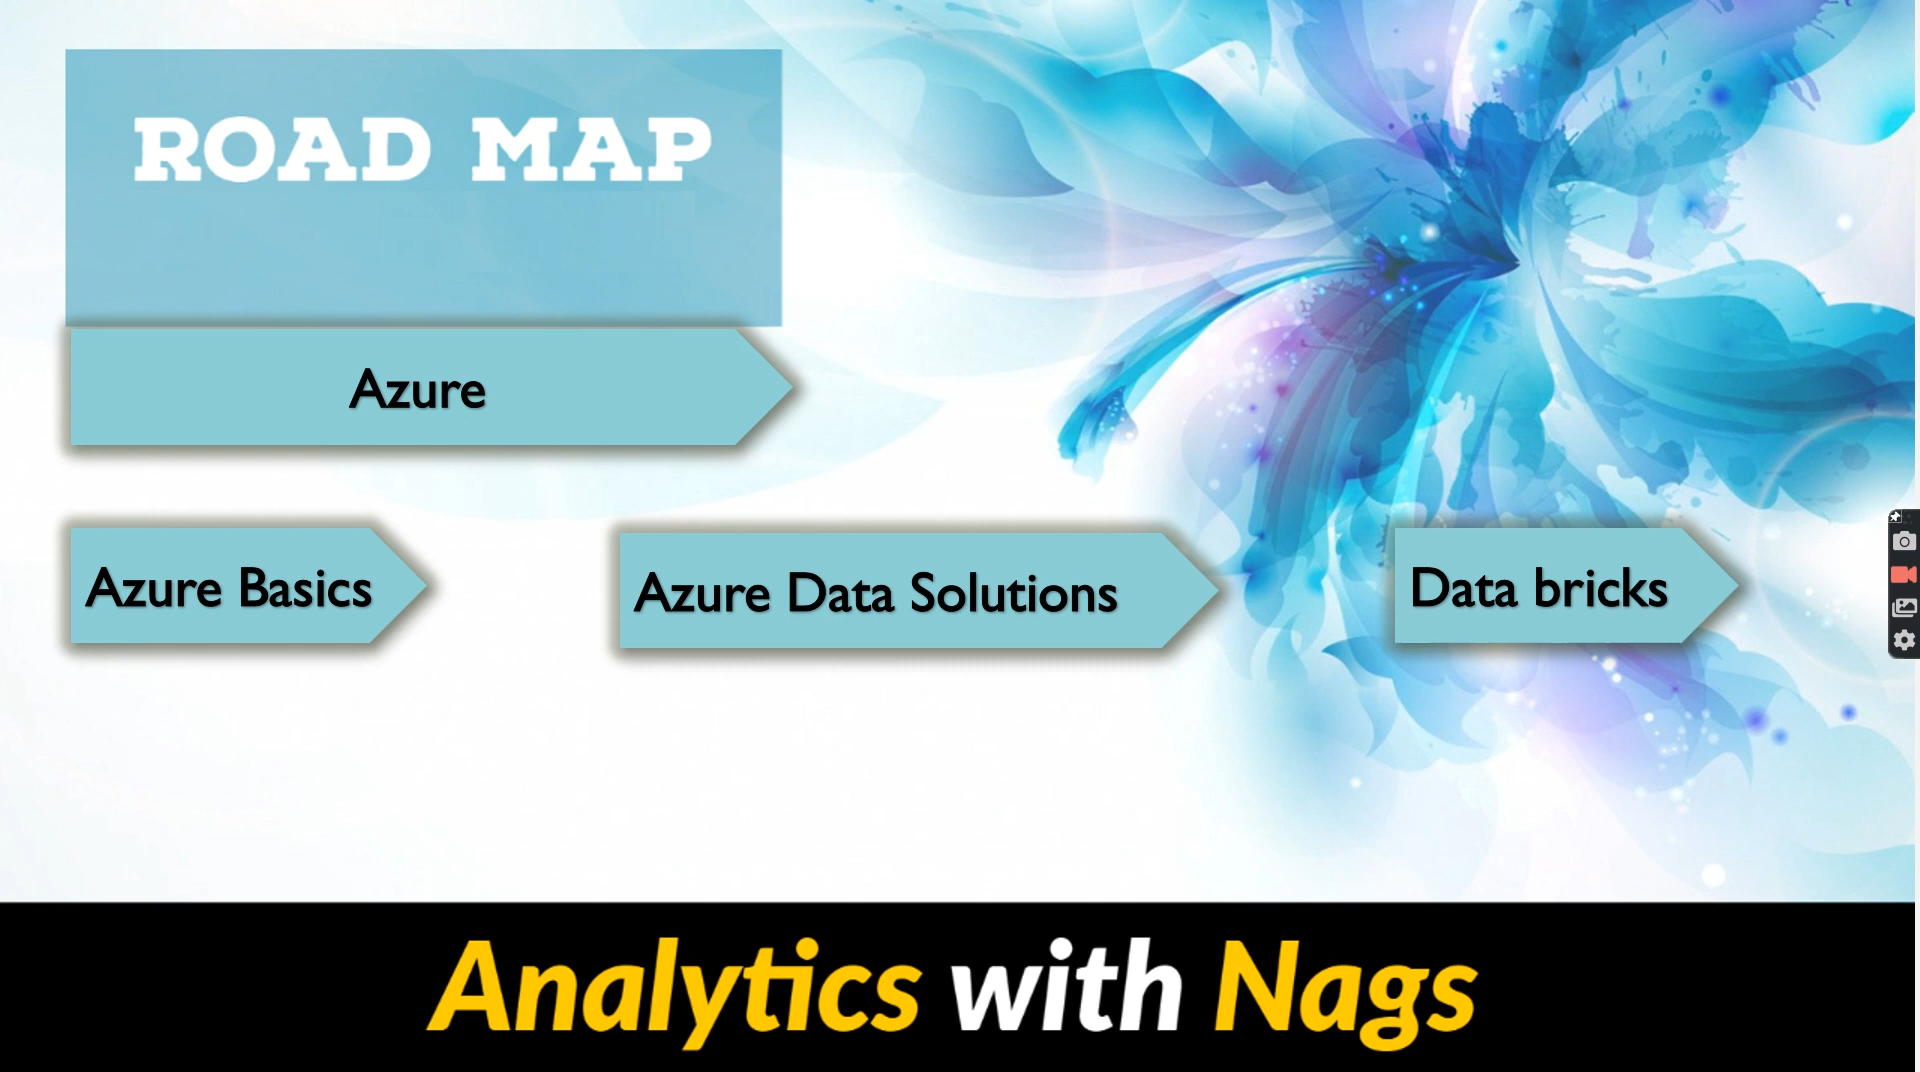 ROAD MAP
Azure
Azure Basics
Azure Data Solutions
Data bricks
Analytics with Nags